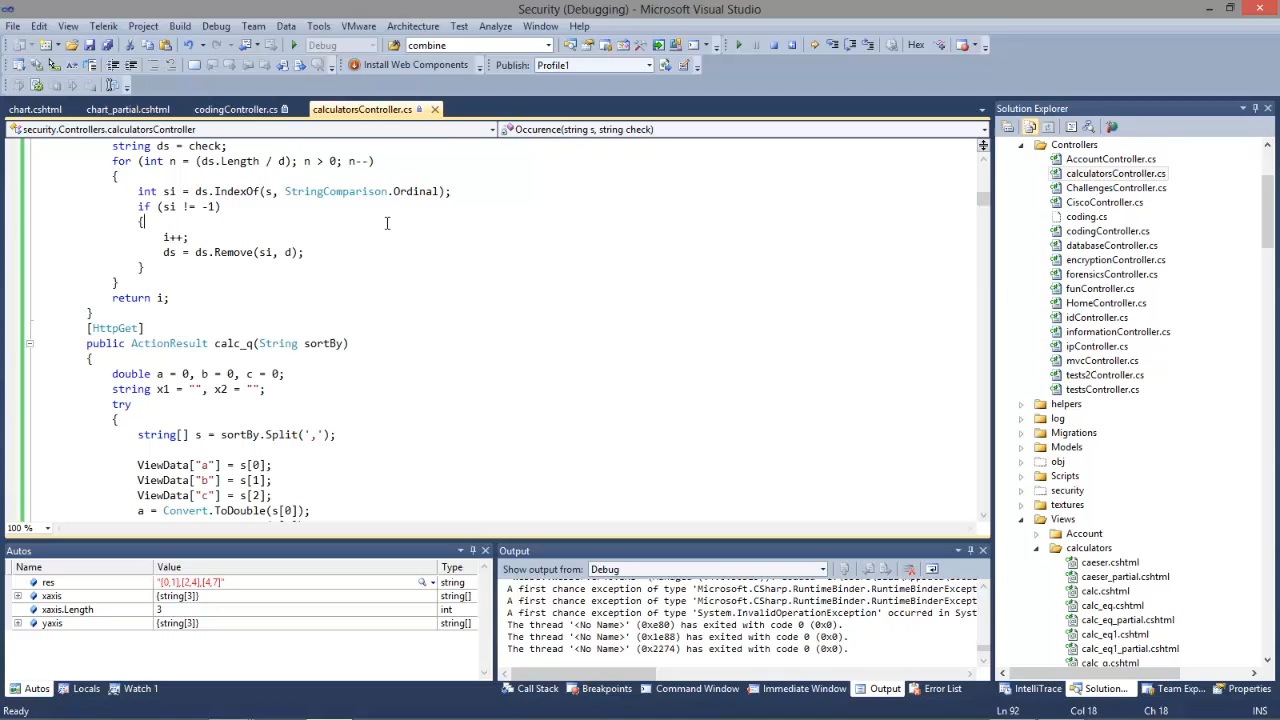 Security (Debugging) - Microsoft Visual Studio
File Edit View Telerik Project Build Debug Team Data Tools VMware Architecture Test Analyze Window Help
Debug combine Hex
Install Web Components Publish: Profile1
chart.cshtml chart_partial.cshtml codingController.cs calculatorsController.cs
security.Controllers.calculatorsController Occurence(string s, string check)
string ds = check;
for (int n = (ds.Length / d); n > 0; n--)
{
int si = ds.IndexOf(s, StringComparison.Ordinal);
if (si != -1)
{
i++;
ds = ds.Remove(si, d);
}
}
return i;
}
[HttpGet]
public ActionResult calc_q(String sortBy)
{
double a = 0, b = 0, c = 0;
string x1 = "", x2 = "";
try
{
string[] s = sortBy.Split(',');
ViewData["a"] = s[0];
ViewData["b"] = s[1];
ViewData["c"] = s[2];
a = Convert.ToDouble(s[0]);
100 %
Solution Explorer
Controllers
AccountController.cs
calculatorsController.cs
ChallengesController.cs
CiscoController.cs
coding.cs
codingController.cs
databaseController.cs
encryptionController.cs
forensicsController.cs
funController.cs
HomeController.cs
idController.cs
informationController.cs
ipController.cs
mvcController.cs
tests2Controller.cs
testsController.cs
helpers
log
Migrations
Models
obj
Scripts
security
textures
Views
Account
calculators
caeser.cshtml
caeser_partial.cshtml
calc.cshtml
calc_eq.cshtml
calc_eq_partial.cshtml
calc_eq1.cshtml
calc_eq1_partial.cshtml
calc_q.cshtml
Autos
Name Value Type
res "[0,1],[2,4],[4,7]" string
xaxis {string[3]} string[]
xaxis.Length 3 int
yaxis {string[3]} string[]
Output
Show output from: Debug
A first chance exception of type 'Microsoft.CSharp.RuntimeBinder.RuntimeBinderExcept
A first chance exception of type 'Microsoft.CSharp.RuntimeBinder.RuntimeBinderExcept
A first chance exception of type 'System.InvalidOperationException' occurred in Syst
The thread '<No Name>' (0xe80) has exited with code 0 (0x0).
The thread '<No Name>' (0x1e88) has exited with code 0 (0x0).
The thread '<No Name>' (0x2274) has exited with code 0 (0x0).
Autos Locals Watch 1 Call Stack Breakpoints Command Window Immediate Window Output Error List IntelliTrace Solution... Team Exp... Properties
Ready Ln 92 Col 18 Ch 18 INS